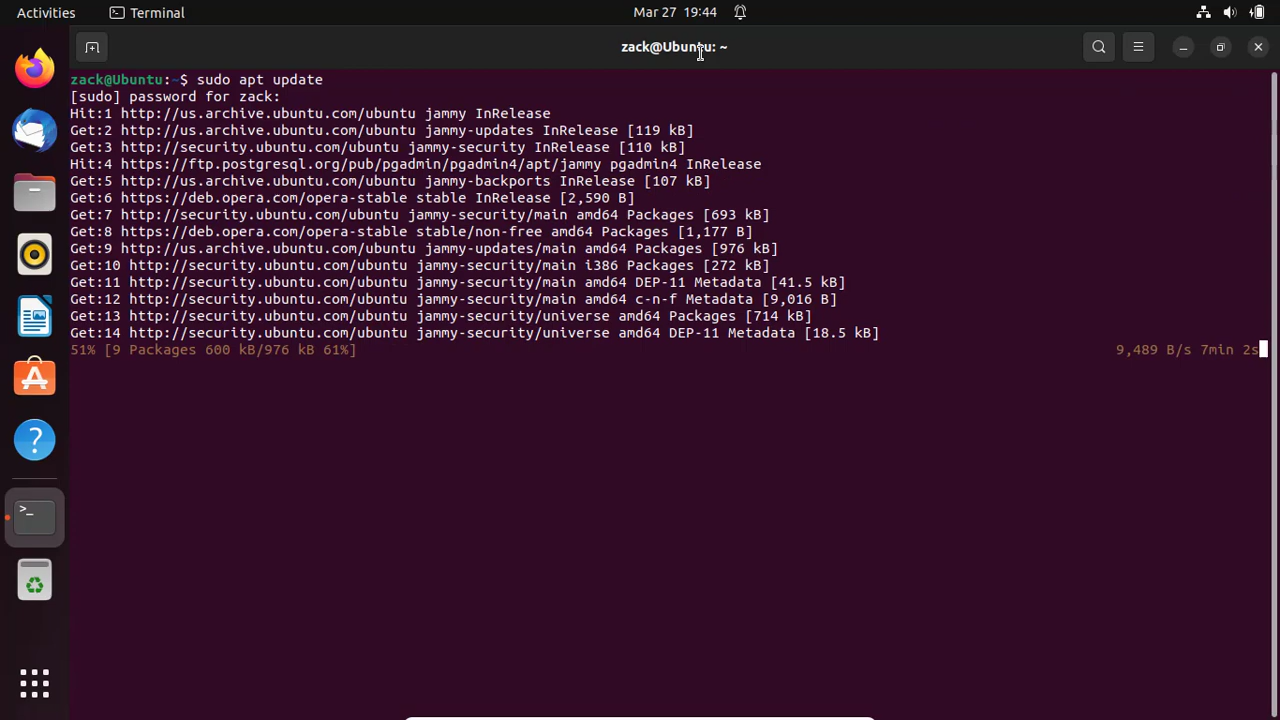 Activities Terminal Mar 27 19:44
zack@Ubuntu: ~
zack@Ubuntu:~$ sudo apt update
[sudo] password for zack:
Hit:1 http://us.archive.ubuntu.com/ubuntu jammy InRelease
Get:2 http://us.archive.ubuntu.com/ubuntu jammy-updates InRelease [119 kB]
Get:3 http://security.ubuntu.com/ubuntu jammy-security InRelease [110 kB]
Hit:4 https://ftp.postgresql.org/pub/pgadmin/pgadmin4/apt/jammy pgadmin4 InRelease
Get:5 http://us.archive.ubuntu.com/ubuntu jammy-backports InRelease [107 kB]
Get:6 https://deb.opera.com/opera-stable stable InRelease [2,590 B]
Get:7 http://security.ubuntu.com/ubuntu jammy-security/main amd64 Packages [693 kB]
Get:8 https://deb.opera.com/opera-stable stable/non-free amd64 Packages [1,177 B]
Get:9 http://us.archive.ubuntu.com/ubuntu jammy-updates/main amd64 Packages [976 kB]
Get:10 http://security.ubuntu.com/ubuntu jammy-security/main i386 Packages [272 kB]
Get:11 http://security.ubuntu.com/ubuntu jammy-security/main amd64 DEP-11 Metadata [41.5 kB]
Get:12 http://security.ubuntu.com/ubuntu jammy-security/main amd64 c-n-f Metadata [9,016 B]
Get:13 http://security.ubuntu.com/ubuntu jammy-security/universe amd64 Packages [714 kB]
Get:14 http://security.ubuntu.com/ubuntu jammy-security/universe amd64 DEP-11 Metadata [18.5 kB]
51% [9 Packages 600 kB/976 kB 61%] 9,489 B/s 7min 2s